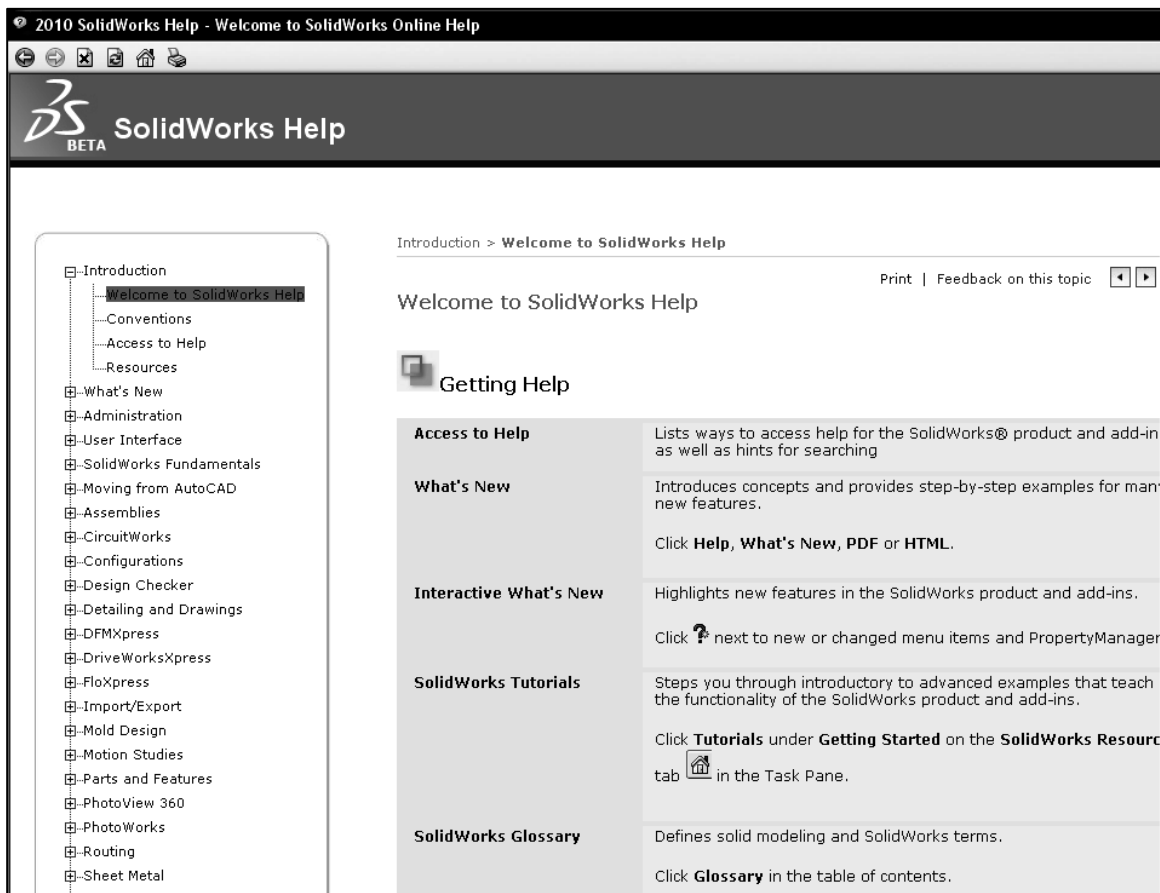 2010 SolidWorks Help - Welcome to SolidWorks Online Help
BETA
SolidWorks Help
Introduction
Welcome to SolidWorks Help
Conventions
Access to Help
Resources
What's New
Administration
User Interface
SolidWorks Fundamentals
Moving from AutoCAD
Assemblies
CircuitWorks
Configurations
Design Checker
Detailing and Drawings
DFMXpress
DriveWorksXpress
FloXpress
Import/Export
Mold Design
Motion Studies
Parts and Features
PhotoView 360
PhotoWorks
Routing
Sheet Metal
Introduction > Welcome to SolidWorks Help
Print | Feedback on this topic
Welcome to SolidWorks Help
Getting Help
Access to Help
Lists ways to access help for the SolidWorks® product and add-in
as well as hints for searching
What's New
Introduces concepts and provides step-by-step examples for man
new features.
Click Help, What's New, PDF or HTML.
Interactive What's New
Highlights new features in the SolidWorks product and add-ins.
Click ? next to new or changed menu items and PropertyManager
SolidWorks Tutorials
Steps you through introductory to advanced examples that teach
the functionality of the SolidWorks product and add-ins.
Click Tutorials under Getting Started on the SolidWorks Resourc
tab in the Task Pane.
SolidWorks Glossary
Defines solid modeling and SolidWorks terms.
Click Glossary in the table of contents.